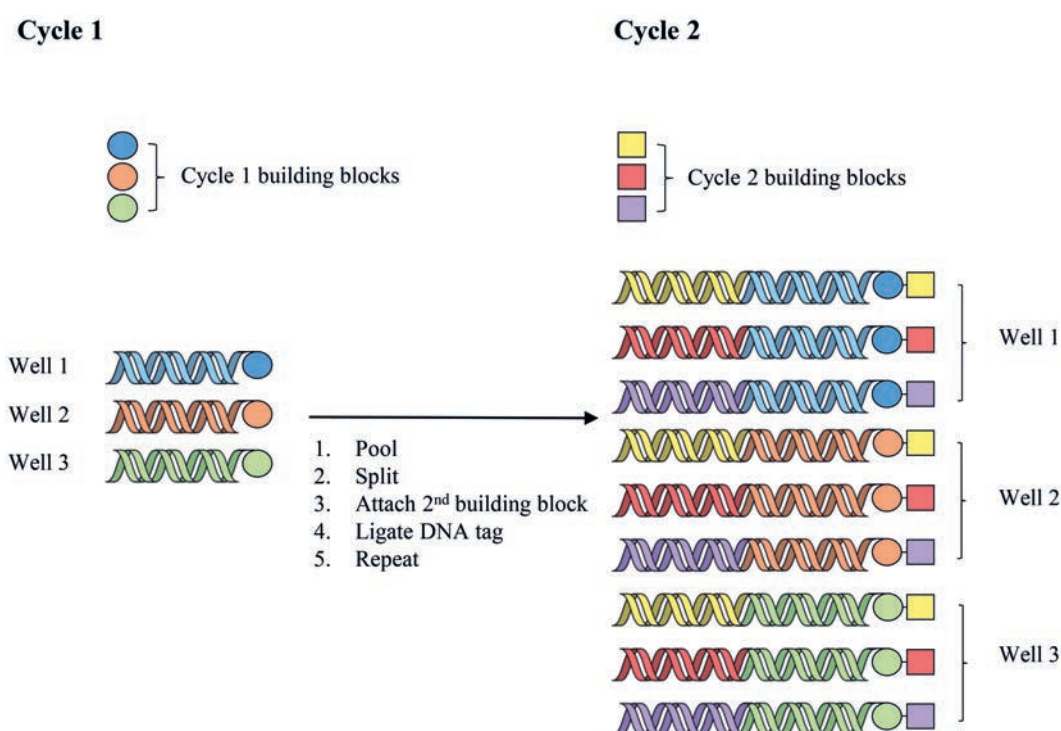 Cycle 1
Cycle 2
Cycle 1 building blocks
Cycle 2 building blocks
Well 1
Well 2
Well 3
1. Pool
2. Split
3. Attach 2nd building block
4. Ligate DNA tag
5. Repeat
Well 1
Well 2
Well 3